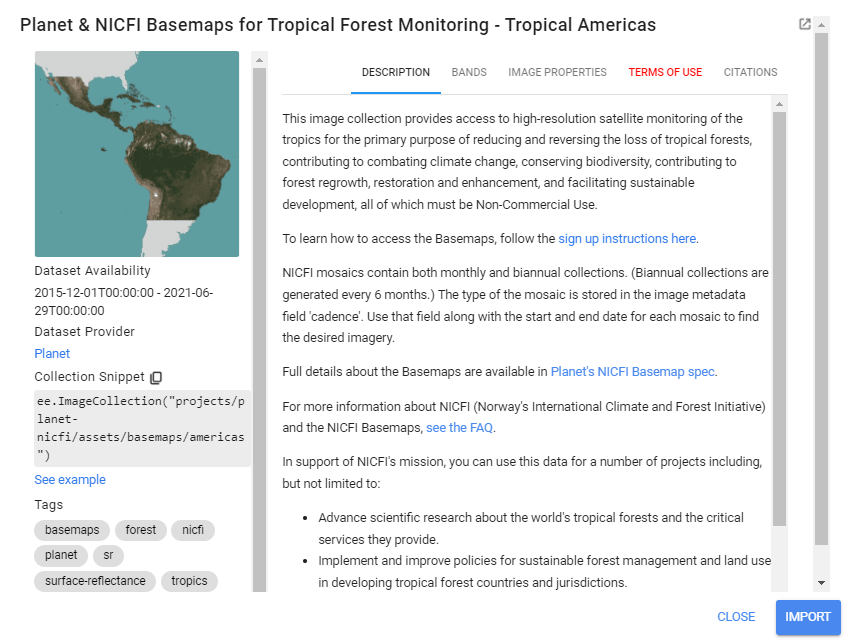 Planet & NICFI Basemaps for Tropical Forest Monitoring - Tropical Americas
Dataset Availability
2015-12-01T00:00:00 - 2021-06-
29T00:00:00
Dataset Provider
Planet
Collection Snippet
ee.ImageCollection("projects/p
lanet-
nicfi/assets/basemaps/americas
")
See example
Tags
basemaps forest nicfi
planet sr
surface-reflectance tropics
DESCRIPTION BANDS IMAGE PROPERTIES TERMS OF USE CITATIONS
This image collection provides access to high-resolution satellite monitoring of the
tropics for the primary purpose of reducing and reversing the loss of tropical forests,
contributing to combating climate change, conserving biodiversity, contributing to
forest regrowth, restoration and enhancement, and facilitating sustainable
development, all of which must be Non-Commercial Use.
To learn how to access the Basemaps, follow the sign up instructions here.
NICFI mosaics contain both monthly and biannual collections. (Biannual collections are
generated every 6 months.) The type of the mosaic is stored in the image metadata
field 'cadence'. Use that field along with the start and end date for each mosaic to find
the desired imagery.
Full details about the Basemaps are available in Planet's NICFI Basemap spec.
For more information about NICFI (Norway's International Climate and Forest Initiative)
and the NICFI Basemaps, see the FAQ.
In support of NICFI's mission, you can use this data for a number of projects including,
but not limited to:
• Advance scientific research about the world's tropical forests and the critical
services they provide.
• Implement and improve policies for sustainable forest management and land use
in developing tropical forest countries and jurisdictions.
CLOSE IMPORT